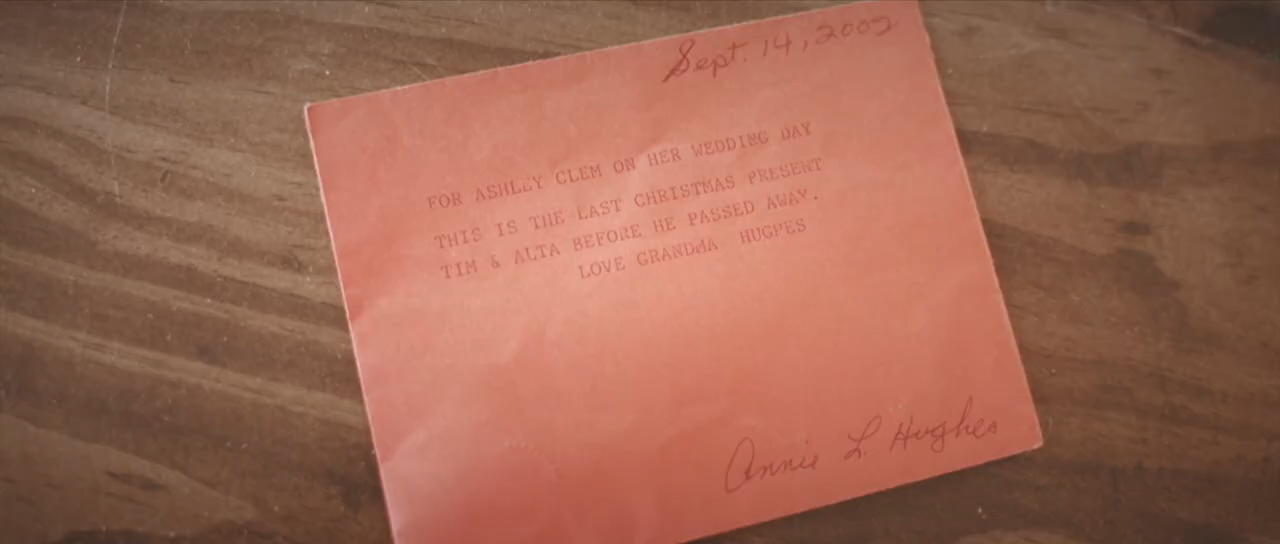 Sept. 14, 2002
FOR ASHLEY CLEM ON HER WEDDING DAY
THIS IS THE LAST CHRISTMAS PRESENT
TIM & ALTA BEFORE HE PASSED AWAY.
LOVE GRANDMA HUGPES
Annie L. Hughes